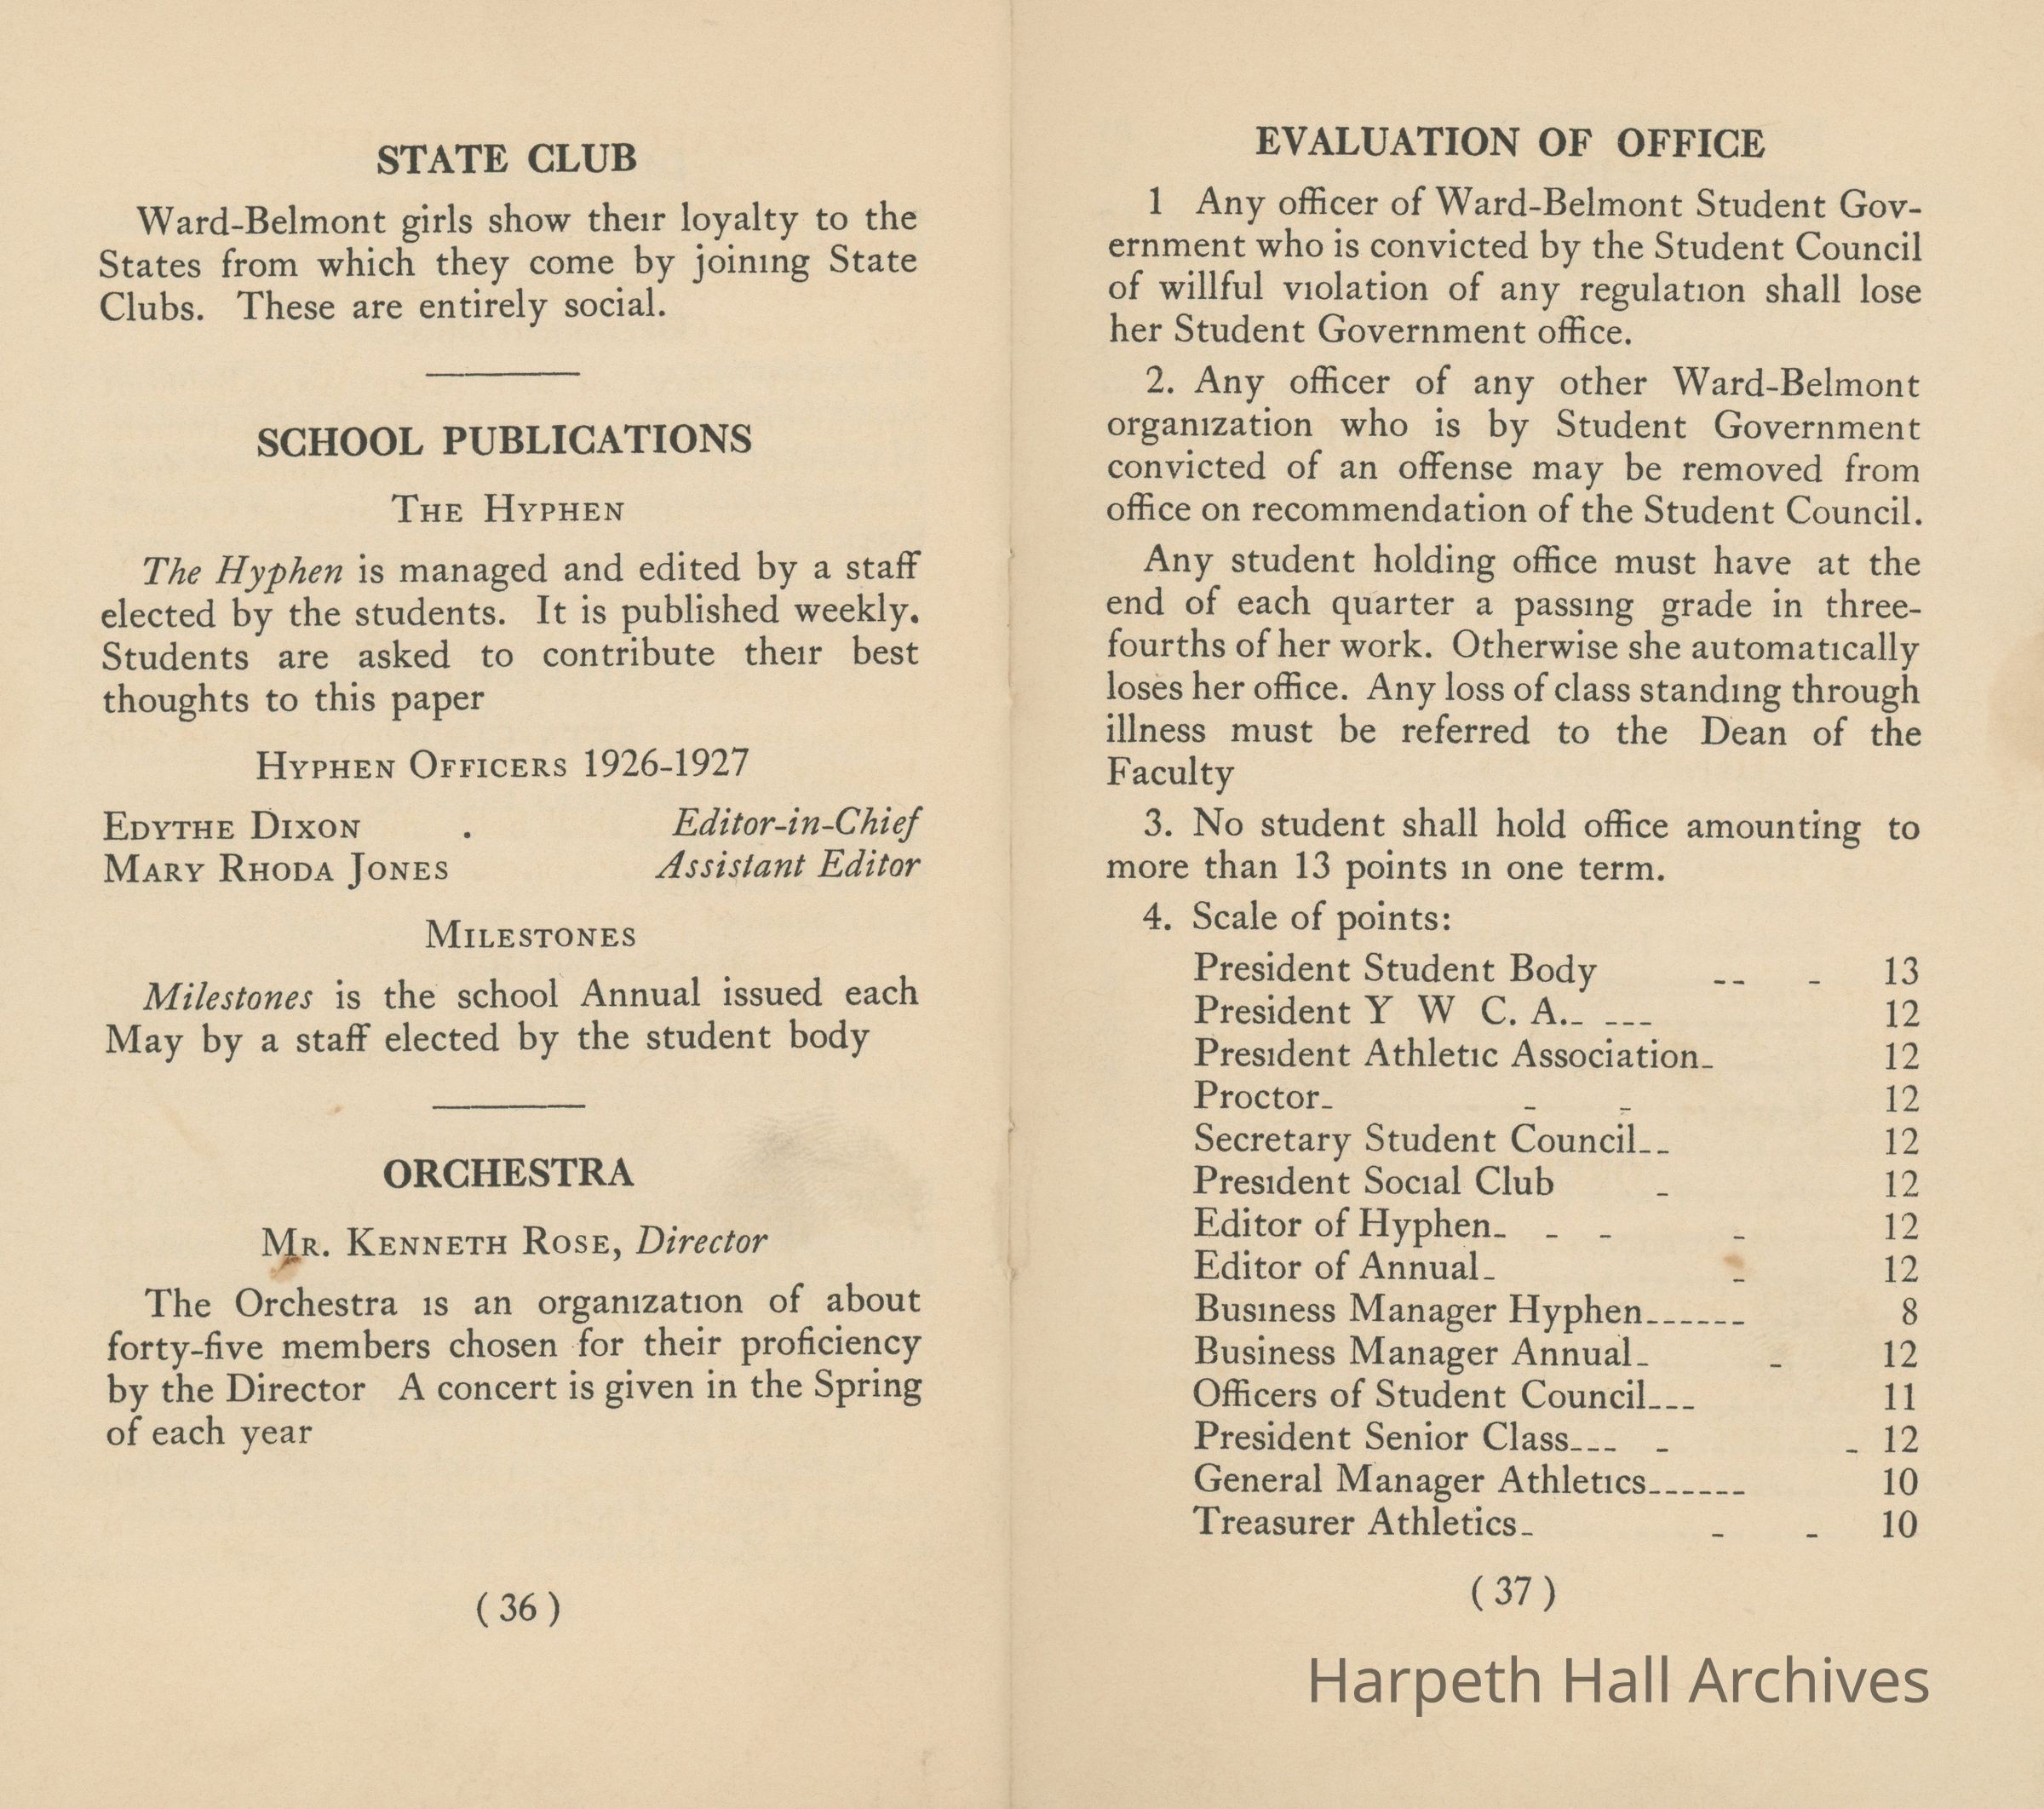 STATE CLUB
Ward-Belmont girls show their loyalty to the
States from which they come by joining State
Clubs. These are entirely social.
SCHOOL PUBLICATIONS
THE HYPHEN
The Hyphen is managed and edited by a staff
elected by the students. It is published weekly.
Students are asked to contribute their best
thoughts to this paper
HYPHEN OFFICERS 1926-1927
EDYTHE DIXON . Editor-in-Chief
MARY RHODA JONES Assistant Editor
MILESTONES
Milestones is the school Annual issued each
May by a staff elected by the student body
ORCHESTRA
MR. KENNETH ROSE, Director
The Orchestra is an organization of about
forty-five members chosen for their proficiency
by the Director A concert is given in the Spring
of each year
(36)
EVALUATION OF OFFICE
1 Any officer of Ward-Belmont Student Gov-
ernment who is convicted by the Student Council
of willful violation of any regulation shall lose
her Student Government office.
2. Any officer of any other Ward-Belmont
organization who is by Student Government
convicted of an offense may be removed from
office on recommendation of the Student Council.
Any student holding office must have at the
end of each quarter a passing grade in three-
fourths of her work. Otherwise she automatically
loses her office. Any loss of class standing through
illness must be referred to the Dean of the
Faculty
3. No student shall hold office amounting to
more than 13 points in one term.
4. Scale of points:
President Student Body -- - 13
President Y W C. A.- --- 12
President Athletic Association- 12
Proctor- - - 12
Secretary Student Council-- 12
President Social Club - 12
Editor of Hyphen- - - - 12
Editor of Annual- - 12
Business Manager Hyphen------ 8
Business Manager Annual- - 12
Officers of Student Council--- 11
President Senior Class--- - - 12
General Manager Athletics------ 10
Treasurer Athletics- - - 10
(37)
Harpeth Hall Archives